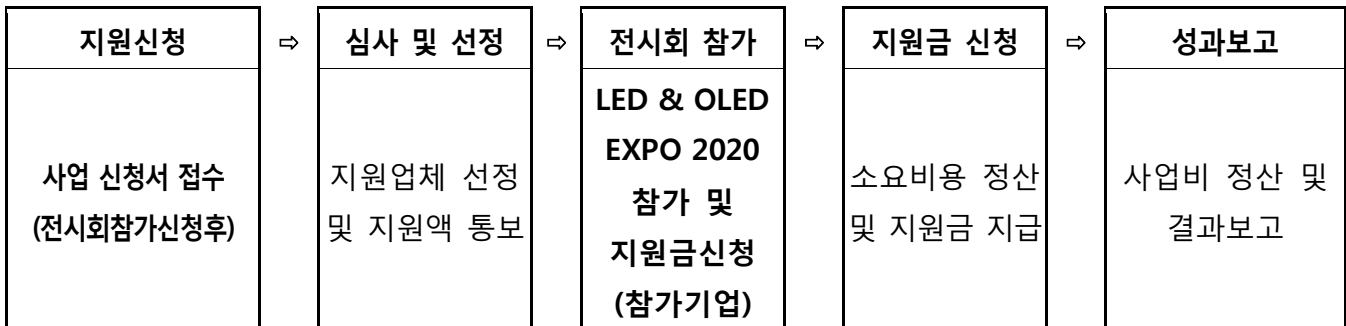 지원신청 ⇨ 심사 및 선정 ⇨ 전시회 참가 ⇨ 지원금 신청 ⇨ 성과보고
사업 신청서 접수
(전시회참가신청후)
지원업체 선정
및 지원액 통보
LED & OLED
EXPO 2020
참가 및
지원금신청
(참가기업)
소요비용 정산
및 지원금 지급
사업비 정산 및
결과보고